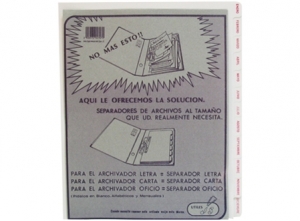 NO MAS ESTO!!
AQUI LE OFRECEMOS LA SOLUCION.
SEPARADORES DE ARCHIVOS AL TAMAÑO
QUE UD. REALMENTE NECESITA.
PARA EL ARCHIVADOR LETRA = SEPARADOR LETRA
PARA EL ARCHIVADOR CARTA = SEPARADOR CARTA
PARA EL ARCHIVADOR OFICIO = SEPARADOR OFICIO